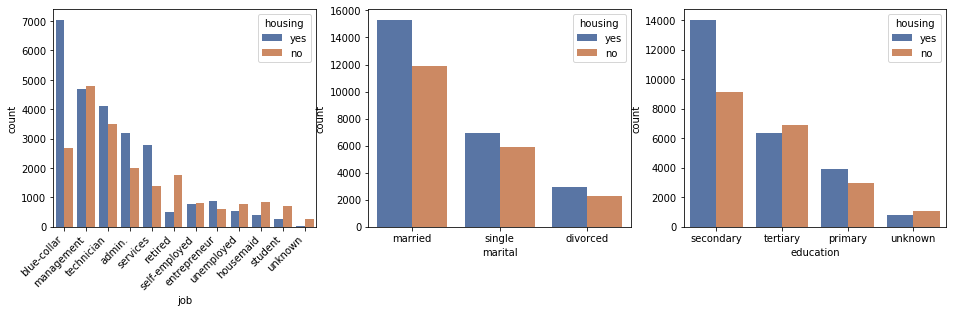 7000
6000
5000
4000
3000
2000
1000
0
count
housing
yes
no
blue-collar
management
technician
admin.
services
retired
self-employed
entrepreneur
unemployed
housemaid
student
unknown
job
16000
14000
12000
10000
8000
6000
4000
2000
0
count
housing
yes
no
married
single
divorced
marital
14000
12000
10000
8000
6000
4000
2000
0
count
housing
yes
no
secondary
tertiary
primary
unknown
education